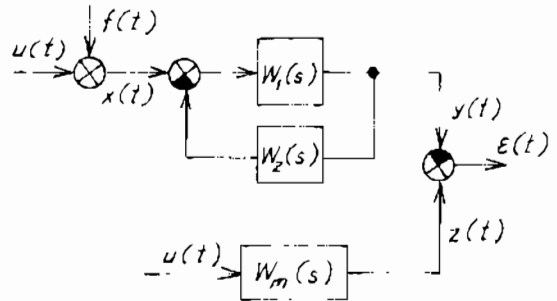 f(t)
u(t)
x(t)
W₁(s)
W₂(s)
y(t)
ε(t)
z(t)
u(t)
Wₘ(s)